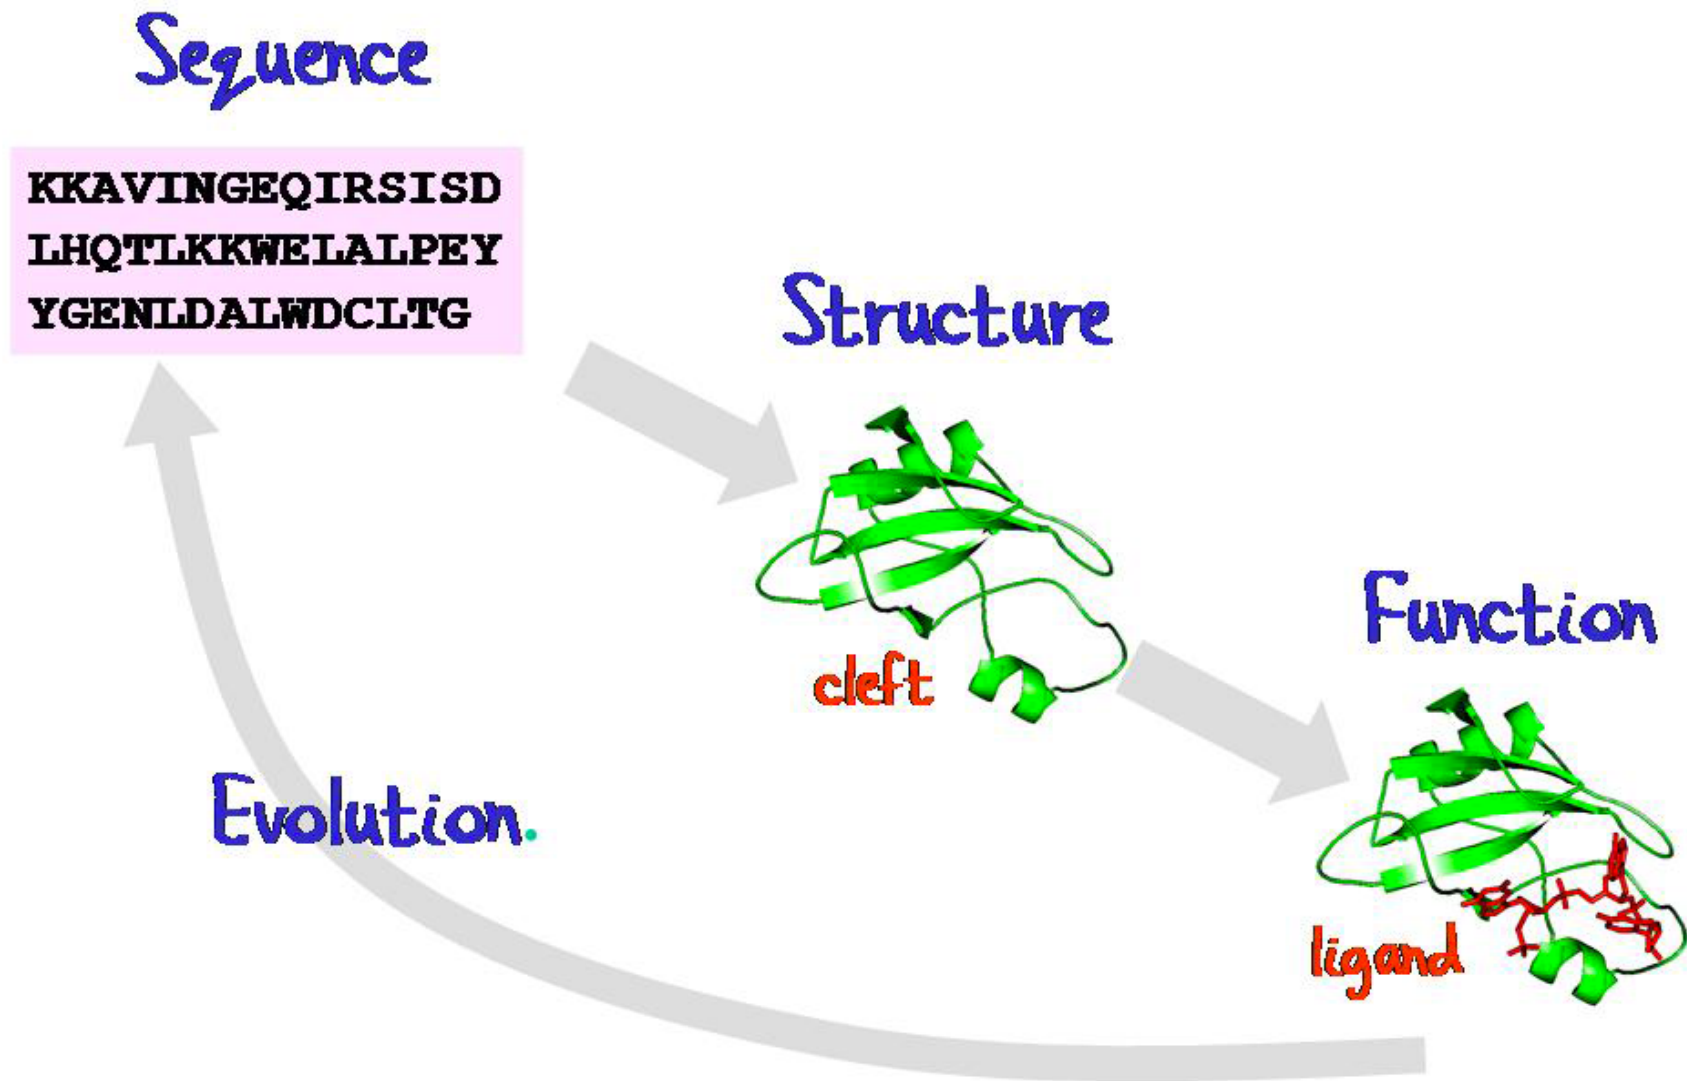 Sequence
KKAVINGEQIRSISD
LHQTLKKWELALPEY
YGENLDALWDCLTG
Structure
cleft
Function
ligand
Evolution.